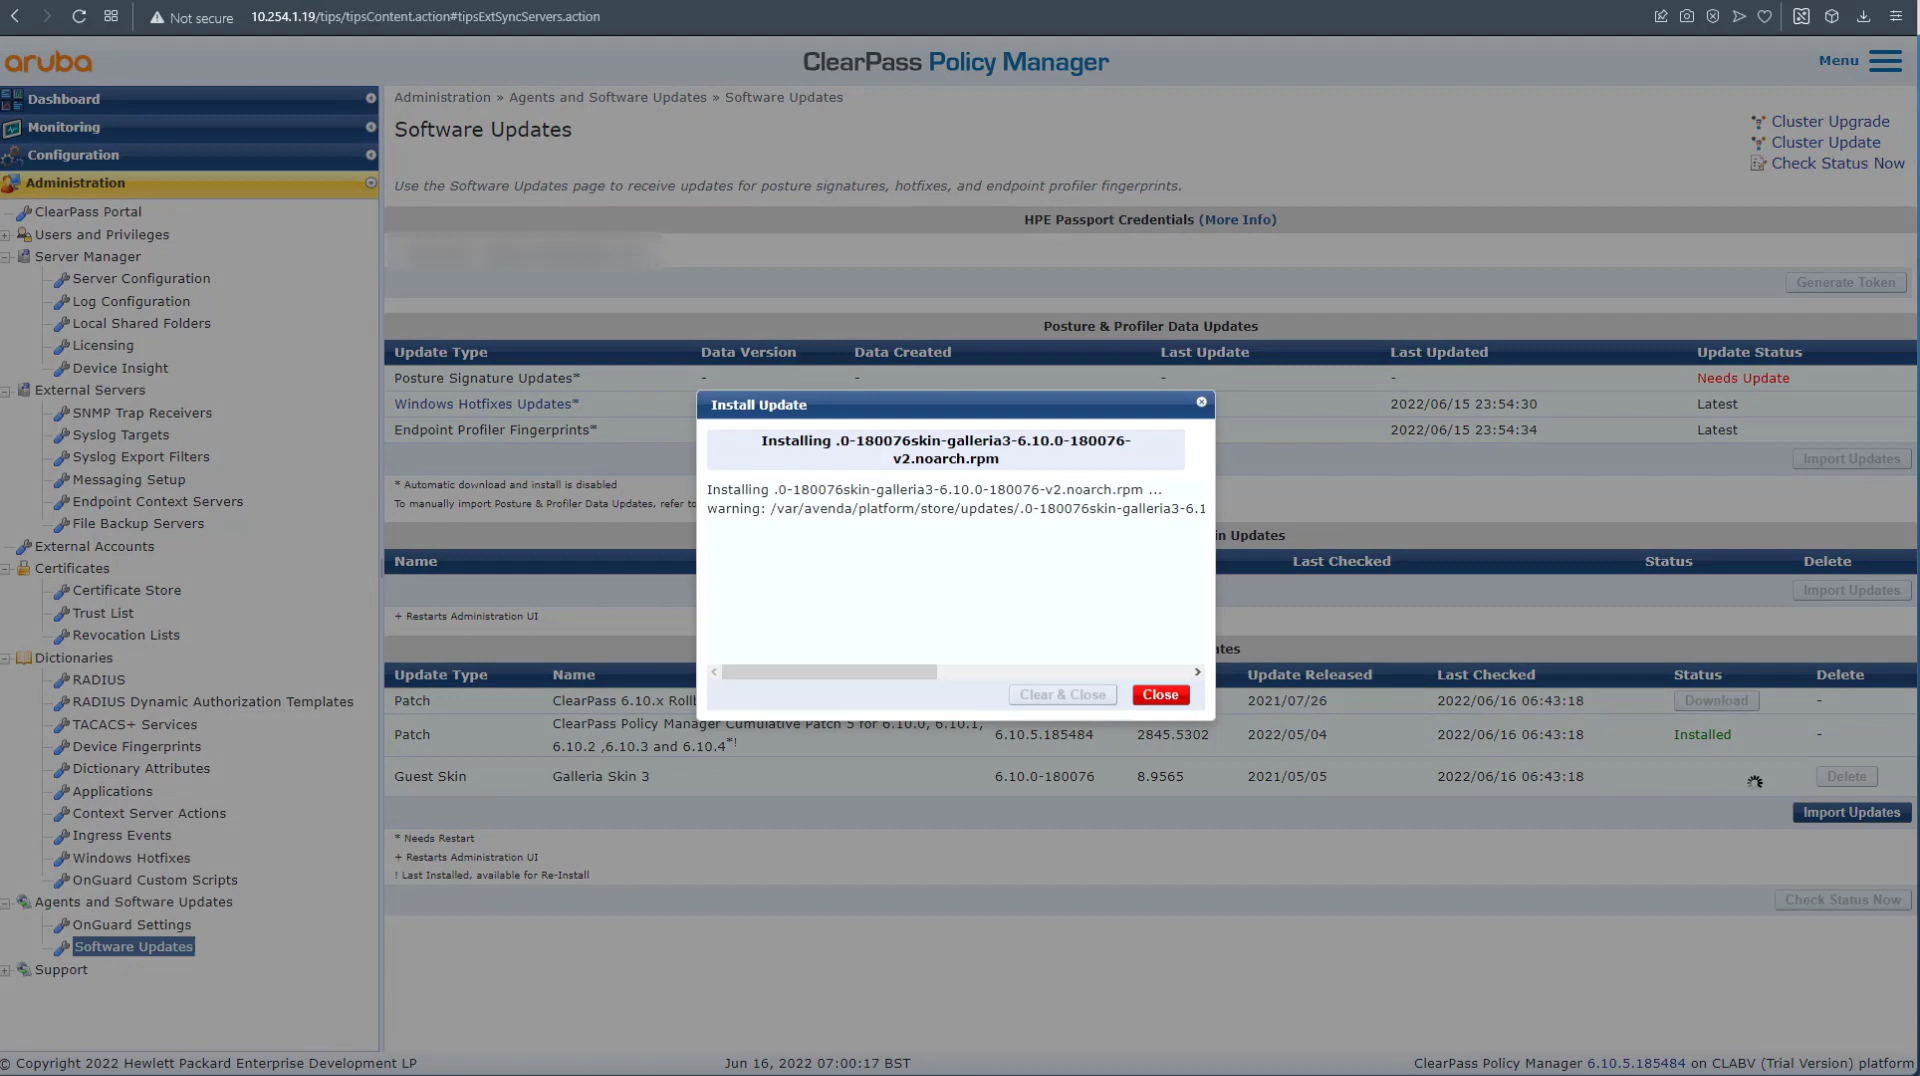 Not secure
10.254.1.19/tips/tipsContent.action#tipsExtSyncServers.action
aruba
ClearPass Policy Manager
Menu
Dashboard
Monitoring
Configuration
Administration
ClearPass Portal
Users and Privileges
Server Manager
Server Configuration
Log Configuration
Local Shared Folders
Licensing
Device Insight
External Servers
SNMP Trap Receivers
Syslog Targets
Syslog Export Filters
Messaging Setup
Endpoint Context Servers
File Backup Servers
External Accounts
Certificates
Certificate Store
Trust List
Revocation Lists
Dictionaries
RADIUS
RADIUS Dynamic Authorization Templates
TACACS+ Services
Device Fingerprints
Dictionary Attributes
Applications
Context Server Actions
Ingress Events
Windows Hotfixes
OnGuard Custom Scripts
Agents and Software Updates
OnGuard Settings
Software Updates
Support
Administration » Agents and Software Updates » Software Updates
Software Updates
Cluster Upgrade
Cluster Update
Check Status Now
Use the Software Updates page to receive updates for posture signatures, hotfixes, and endpoint profiler fingerprints.
HPE Passport Credentials (More Info)
Generate Token
Posture & Profiler Data Updates
Update Type Data Version Data Created Last Update Last Updated Update Status
Posture Signature Updates* - - - - Needs Update
Windows Hotfixes Updates* 2022/06/15 23:54:30 Latest
Endpoint Profiler Fingerprints* 2022/06/15 23:54:34 Latest
Import Updates
* Automatic download and install is disabled
To manually import Posture & Profiler Data Updates, refer to
Install Update
Installing .0-180076skin-galleria3-6.10.0-180076-
v2.noarch.rpm
Installing .0-180076skin-galleria3-6.10.0-180076-v2.noarch.rpm ...
warning: /var/avenda/platform/store/updates/.0-180076skin-galleria3-6.1
Clear & Close Close
in Updates
Name Last Checked Status Delete
Import Updates
+ Restarts Administration UI
tes
Update Type Name Update Released Last Checked Status Delete
Patch ClearPass 6.10.x Roll 2021/07/26 2022/06/16 06:43:18 Download -
Patch ClearPass Policy Manager Cumulative Patch 5 for 6.10.0, 6.10.1,
6.10.2 ,6.10.3 and 6.10.4*! 6.10.5.185484 2845.5302 2022/05/04 2022/06/16 06:43:18 Installed -
Guest Skin Galleria Skin 3 6.10.0-180076 8.9565 2021/05/05 2022/06/16 06:43:18 Delete
Import Updates
* Needs Restart
+ Restarts Administration UI
! Last Installed, available for Re-Install
Check Status Now
© Copyright 2022 Hewlett Packard Enterprise Development LP
Jun 16, 2022 07:00:17 BST
ClearPass Policy Manager 6.10.5.185484 on CLABV (Trial Version) platform